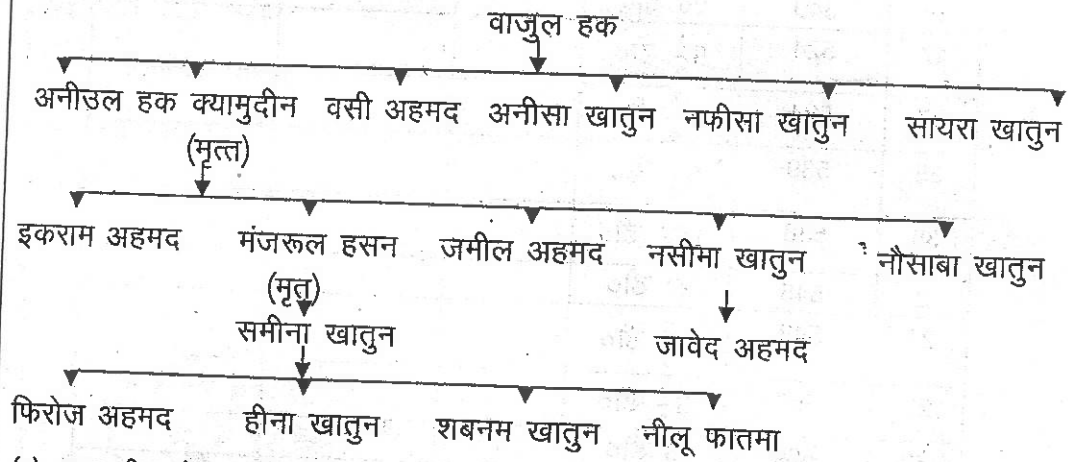 वाजुल हक
अनीउल हक क्यामुदीन वसी अहमद अनीसा खातुन नफीसा खातुन सायरा खातुन
(मृत्त)
इकराम अहमद मंजरूल हसन जमील अहमद नसीमा खातुन नौसाबा खातुन
(मृत)
समीना खातुन जावेद अहमद
फिरोज अहमद हीना खातुन शबनम खातुन नीलू फातमा